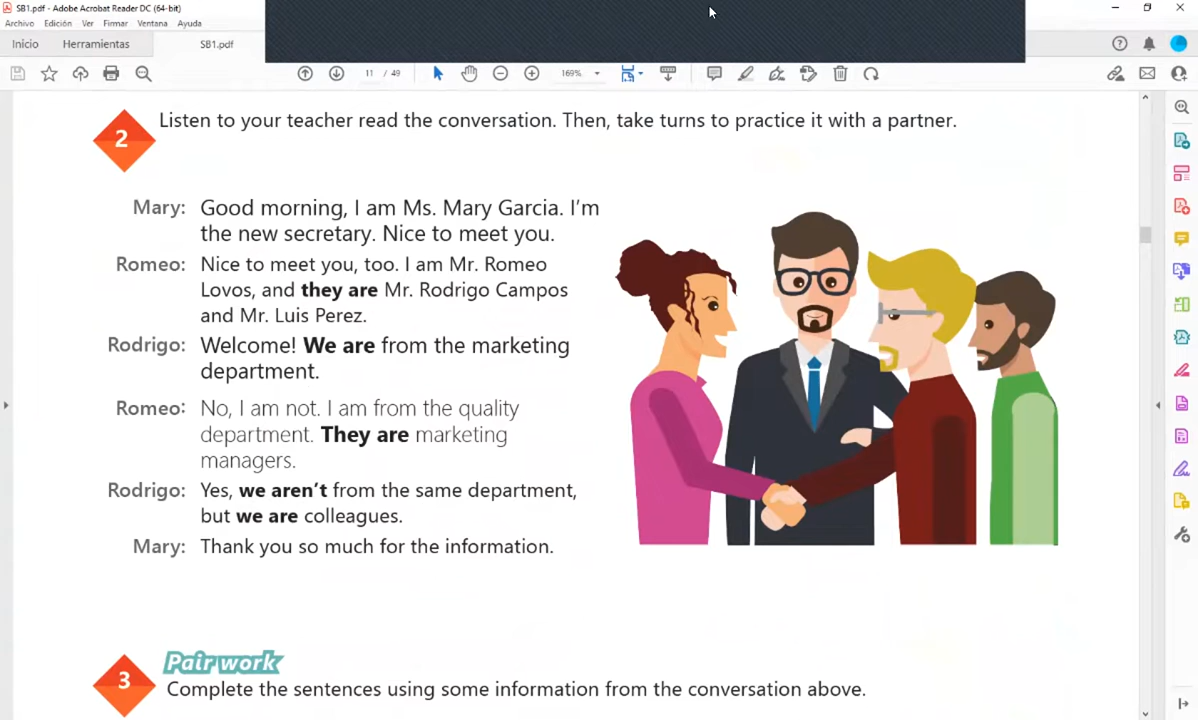 SB1.pdf - Adobe Acrobat Reader DC (64-bit)
Archivo Edición Ver Firmar Ventana Ayuda
Inicio Herramientas SB1.pdf
11 / 49 169%
2
Listen to your teacher read the conversation. Then, take turns to practice it with a partner.
Mary: Good morning, I am Ms. Mary Garcia. I'm
the new secretary. Nice to meet you.
Romeo: Nice to meet you, too. I am Mr. Romeo
Lovos, and they are Mr. Rodrigo Campos
and Mr. Luis Perez.
Rodrigo: Welcome! We are from the marketing
department.
Romeo: No, I am not. I am from the quality
department. They are marketing
managers.
Rodrigo: Yes, we aren't from the same department,
but we are colleagues.
Mary: Thank you so much for the information.
Pair work
3
Complete the sentences using some information from the conversation above.